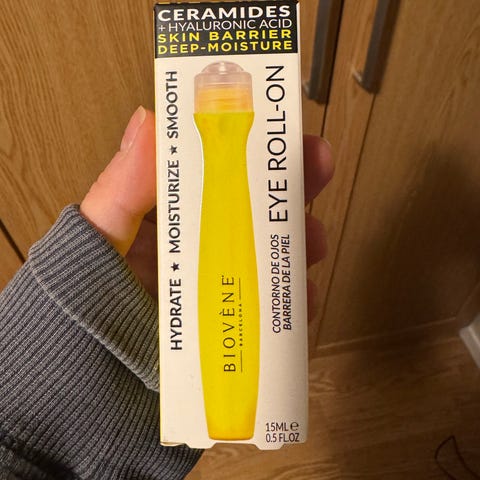 CERAMIDES
+ HYALURONIC ACID
SKIN BARRIER
DEEP-MOISTURE
HYDRATE ★ MOISTURIZE ★ SMOOTH
EYE ROLL-ON
CONTORNO DE OJOS
BARRERA DE LA PIEL
BIOVÈNE™
BARCELONA
15ML ℮
0.5 FL OZ